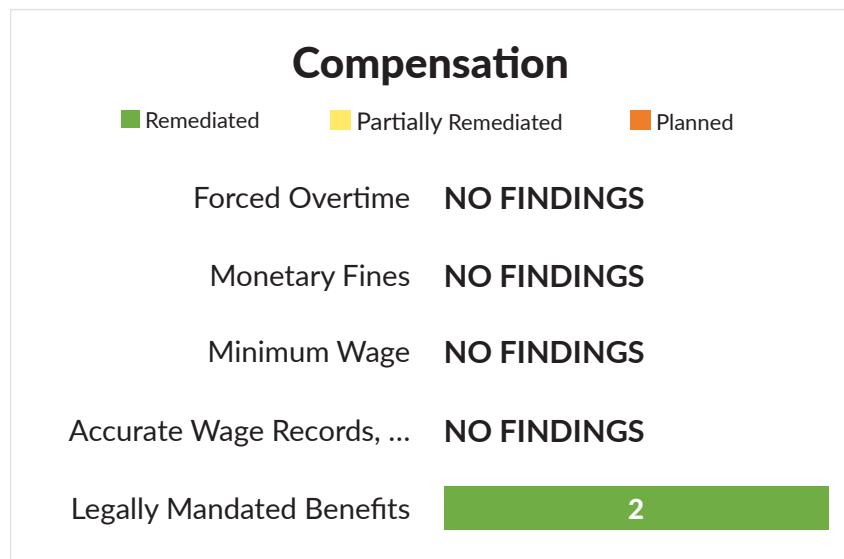 Compensation
Remediated Partially Remediated Planned
Forced Overtime NO FINDINGS
Monetary Fines NO FINDINGS
Minimum Wage NO FINDINGS
Accurate Wage Records, ... NO FINDINGS
Legally Mandated Benefits 2